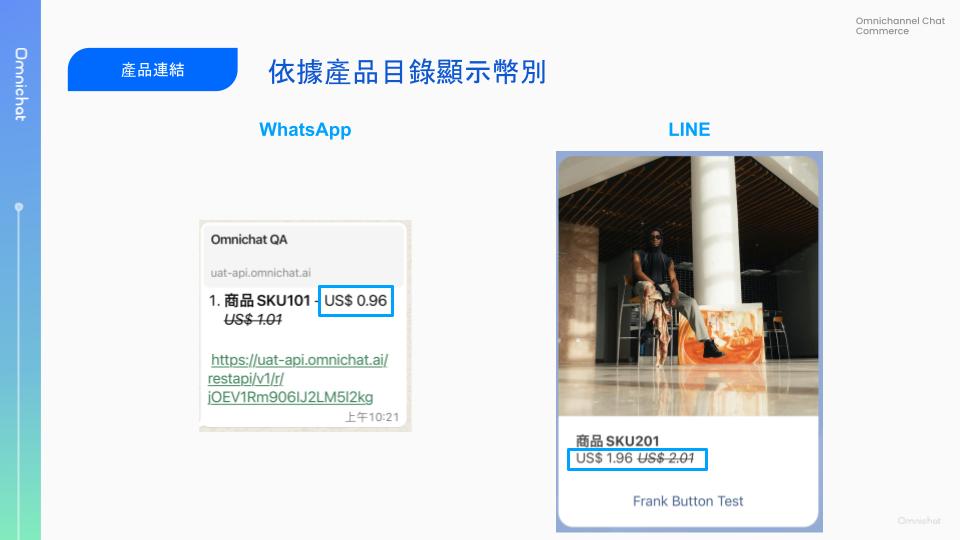 Omnichannel Chat
Commerce
Omnichat
產品連結
依據產品目錄顯示幣別
WhatsApp
LINE
Omnichat QA
uat-api.omnichat.ai
1. 商品 SKU101 - US$ 0.96
US$ 1.01
https://uat-api.omnichat.ai/
restapi/v1/r/
jOEV1Rm906IJ2LM5I2kg
上午10:21
商品 SKU201
US$ 1.96 US$ 2.01
Frank Button Test
Omnichat